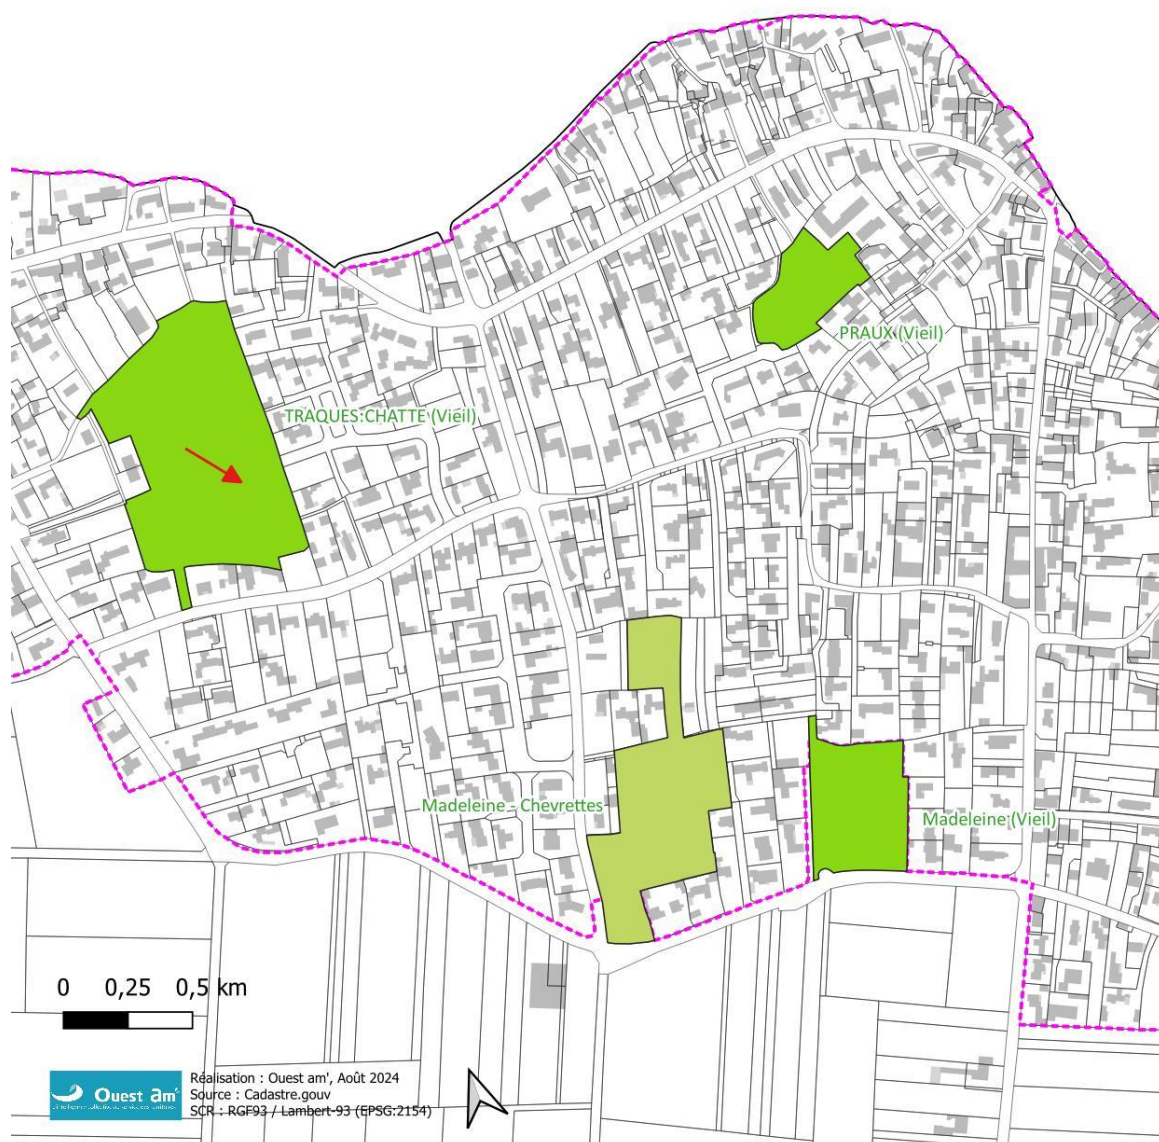 PRAUX (Vieil)
TRAQUES CHATTE (Vieil)
Madeleine - Chevrettes
Madeleine (Vieil)
0 0,25 0,5 km
Ouest am'
Réalisation : Ouest am', Août 2024
Source : Cadastre.gouv
SCR : RGF93 / Lambert-93 (EPSG:2154)